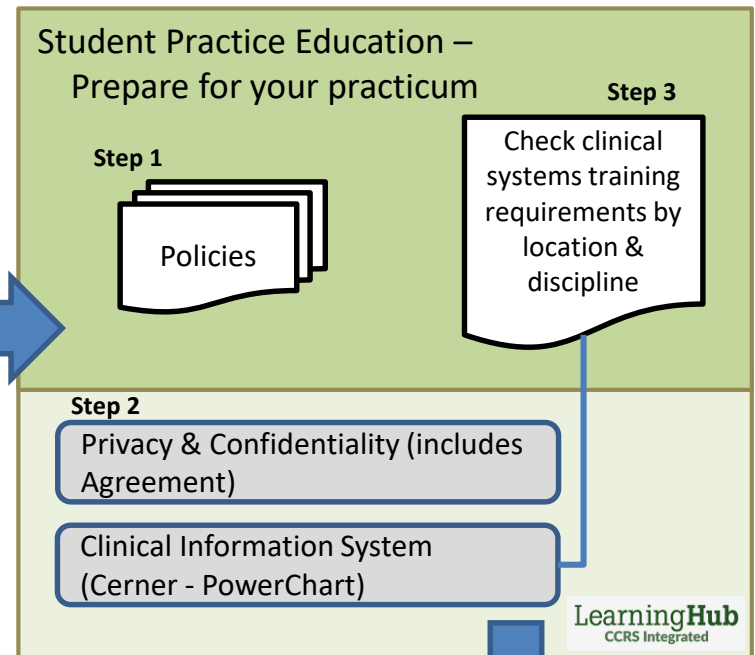 Student Practice Education –
Prepare for your practicum
Step 1
Policies
Step 3
Check clinical
systems training
requirements by
location &
discipline
Step 2
Privacy & Confidentiality (includes
Agreement)
Clinical Information System
(Cerner - PowerChart)
LearningHub
CCRS Integrated